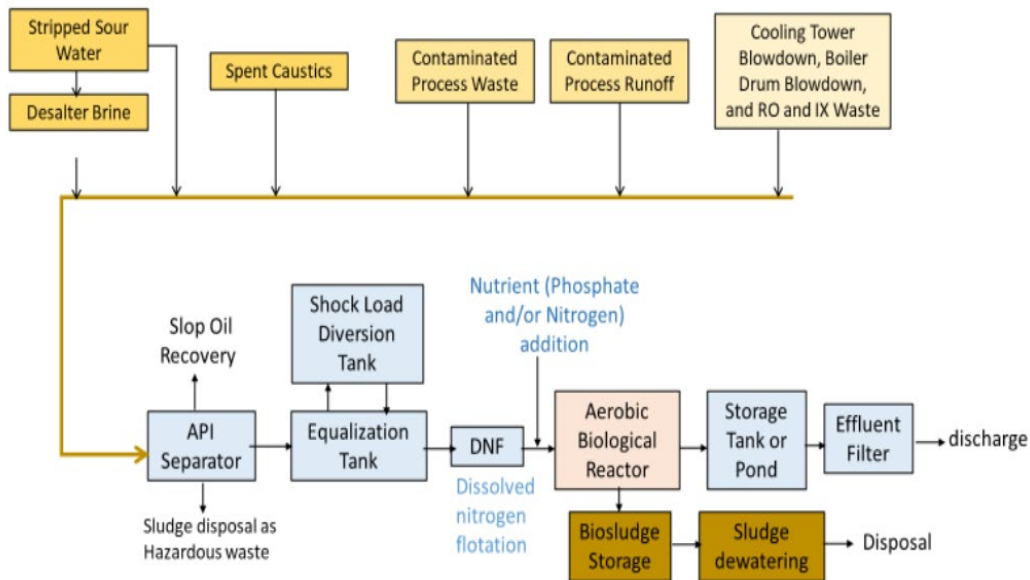 Stripped Sour
Water
Desalter Brine
Spent Caustics
Contaminated
Process Waste
Contaminated
Process Runoff
Cooling Tower
Blowdown, Boiler
Drum Blowdown,
and RO and IX Waste
Slop Oil
Recovery
Shock Load
Diversion
Tank
Nutrient (Phosphate
and/or Nitrogen)
addition
API
Separator
Equalization
Tank
DNF
Dissolved
nitrogen
flotation
Aerobic
Biological
Reactor
Storage
Tank or
Pond
Effluent
Filter
discharge
Sludge disposal as
Hazardous waste
Biosludge
Storage
Sludge
dewatering
Disposal